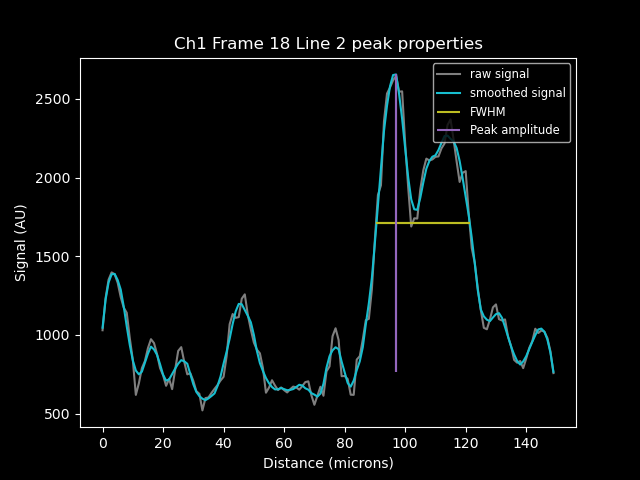 Ch1 Frame 18 Line 2 peak properties
raw signal
smoothed signal
FWHM
Peak amplitude
Signal (AU)
2500
2000
1500
1000
500
0 20 40 60 80 100 120 140
Distance (microns)